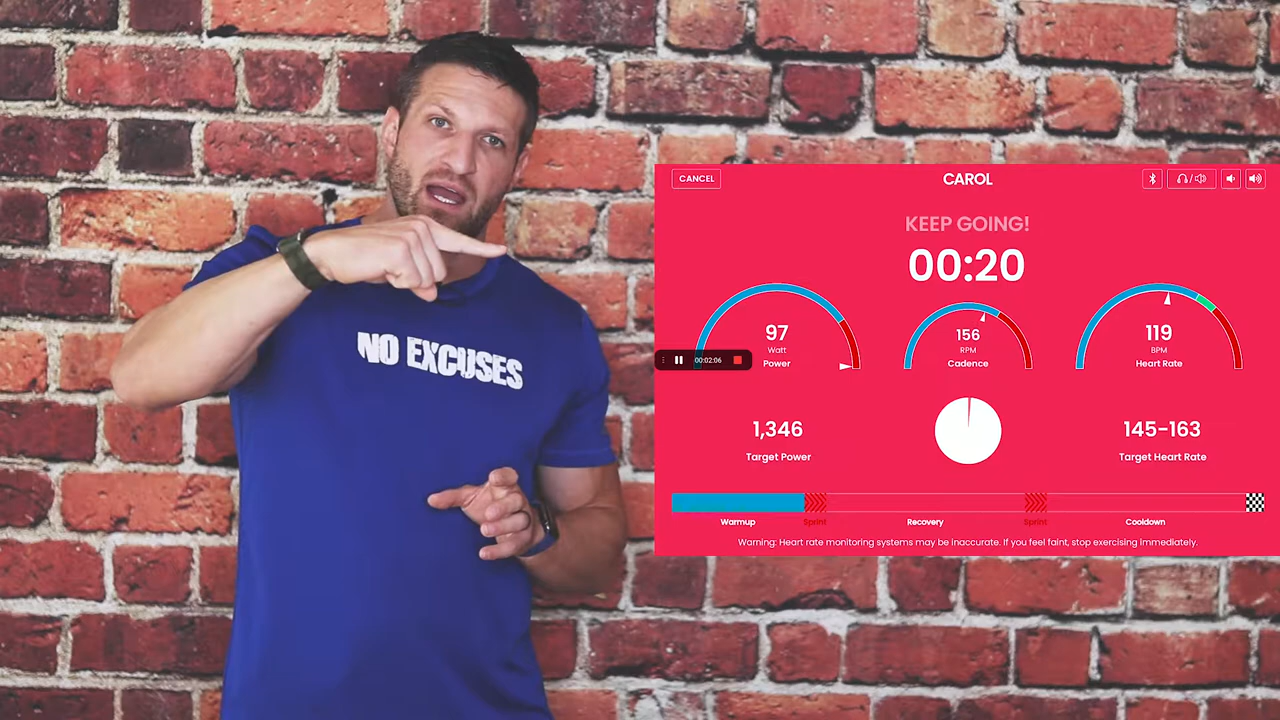 NO EXCUSES
CANCEL
CAROL
/
KEEP GOING!
00:20
97
Watt
Power
156
RPM
Cadence
119
BPM
Heart Rate
00:02:06
1,346
Target Power
145-163
Target Heart Rate
Warmup
Sprint
Recovery
Sprint
Cooldown
Warning: Heart rate monitoring systems may be inaccurate. If you feel faint, stop exercising immediately.